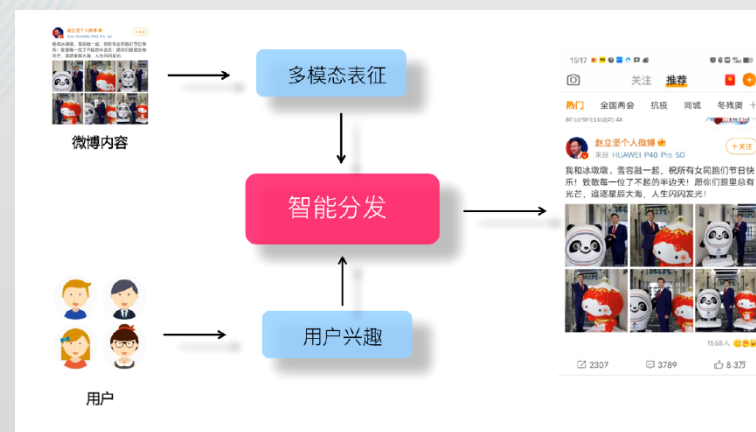 微博内容
用户
多模态表征
智能分发
用户兴趣
15:17
关注 推荐
热门 全国两会 抗疫 同城 冬残奥 +
赵立坚个人微博
+关注
来自 HUAWEI P40 Pro 5G
我和冰墩墩、雪容融一起，祝所有女同胞们节日快
乐！致敬每一位了不起的半边天！愿你们眼里总有
光芒，追逐星辰大海，人生闪闪发光！
1558人
2307 3789 8.3万